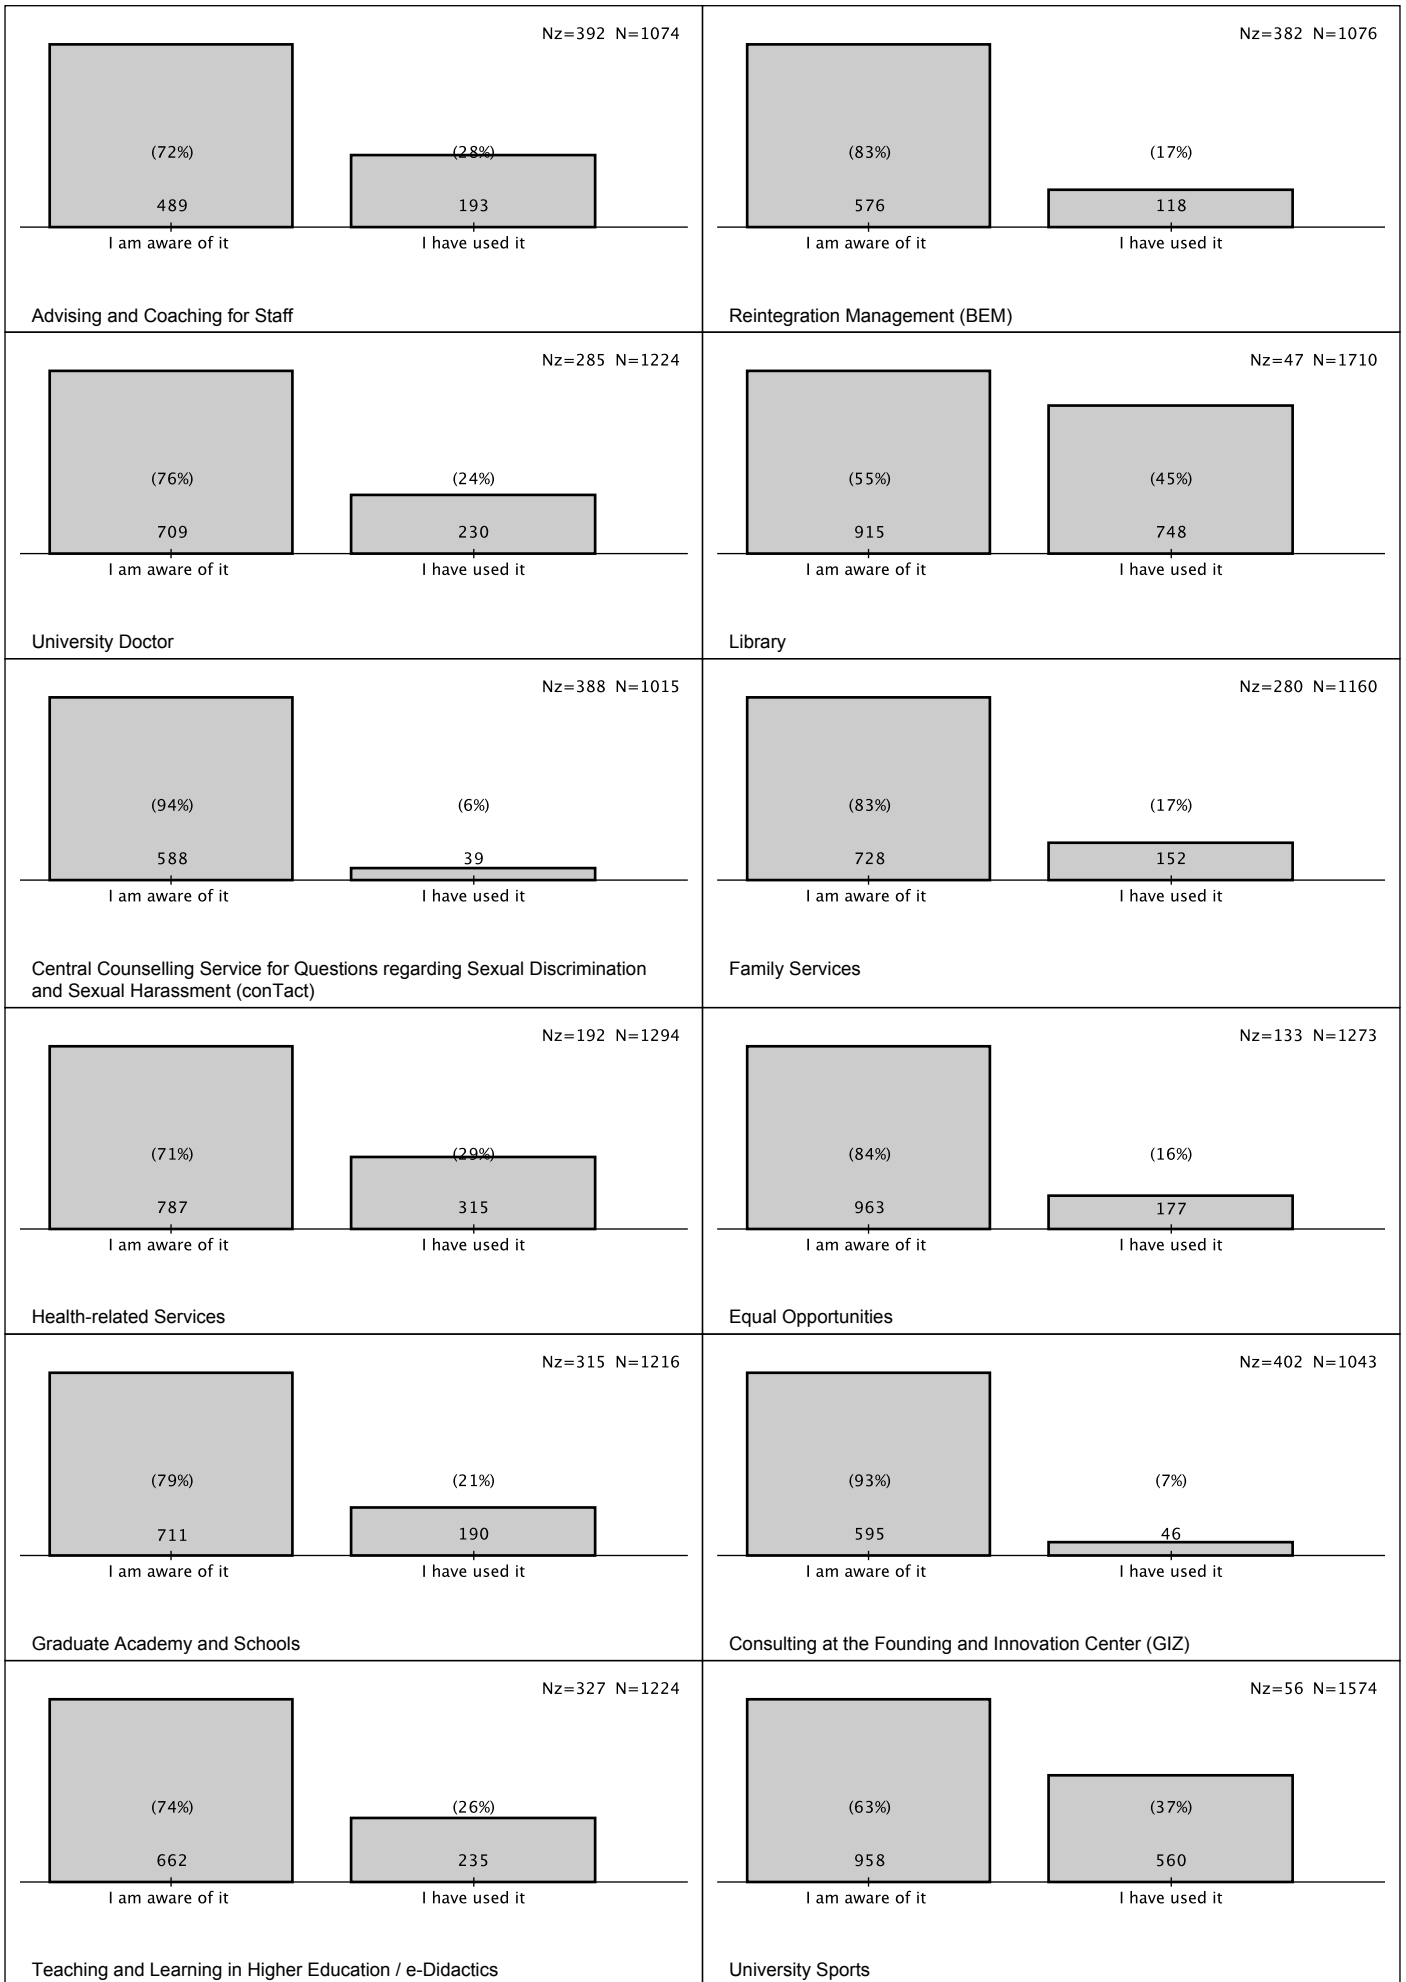 Nz=392 N=1074
(72%)
(28%)
489
193
I am aware of it
I have used it
Advising and Coaching for Staff
Nz=382 N=1076
(83%)
(17%)
576
118
I am aware of it
I have used it
Reintegration Management (BEM)
Nz=285 N=1224
(76%)
(24%)
709
230
I am aware of it
I have used it
University Doctor
Nz=47 N=1710
(55%)
(45%)
915
748
I am aware of it
I have used it
Library
Nz=388 N=1015
(94%)
(6%)
588
39
I am aware of it
I have used it
Central Counselling Service for Questions regarding Sexual Discrimination
and Sexual Harassment (conTact)
Nz=280 N=1160
(83%)
(17%)
728
152
I am aware of it
I have used it
Family Services
Nz=192 N=1294
(71%)
(29%)
787
315
I am aware of it
I have used it
Health-related Services
Nz=133 N=1273
(84%)
(16%)
963
177
I am aware of it
I have used it
Equal Opportunities
Nz=315 N=1216
(79%)
(21%)
711
190
I am aware of it
I have used it
Graduate Academy and Schools
Nz=402 N=1043
(93%)
(7%)
595
46
I am aware of it
I have used it
Consulting at the Founding and Innovation Center (GIZ)
Nz=327 N=1224
(74%)
(26%)
662
235
I am aware of it
I have used it
Teaching and Learning in Higher Education / e-Didactics
Nz=56 N=1574
(63%)
(37%)
958
560
I am aware of it
I have used it
University Sports